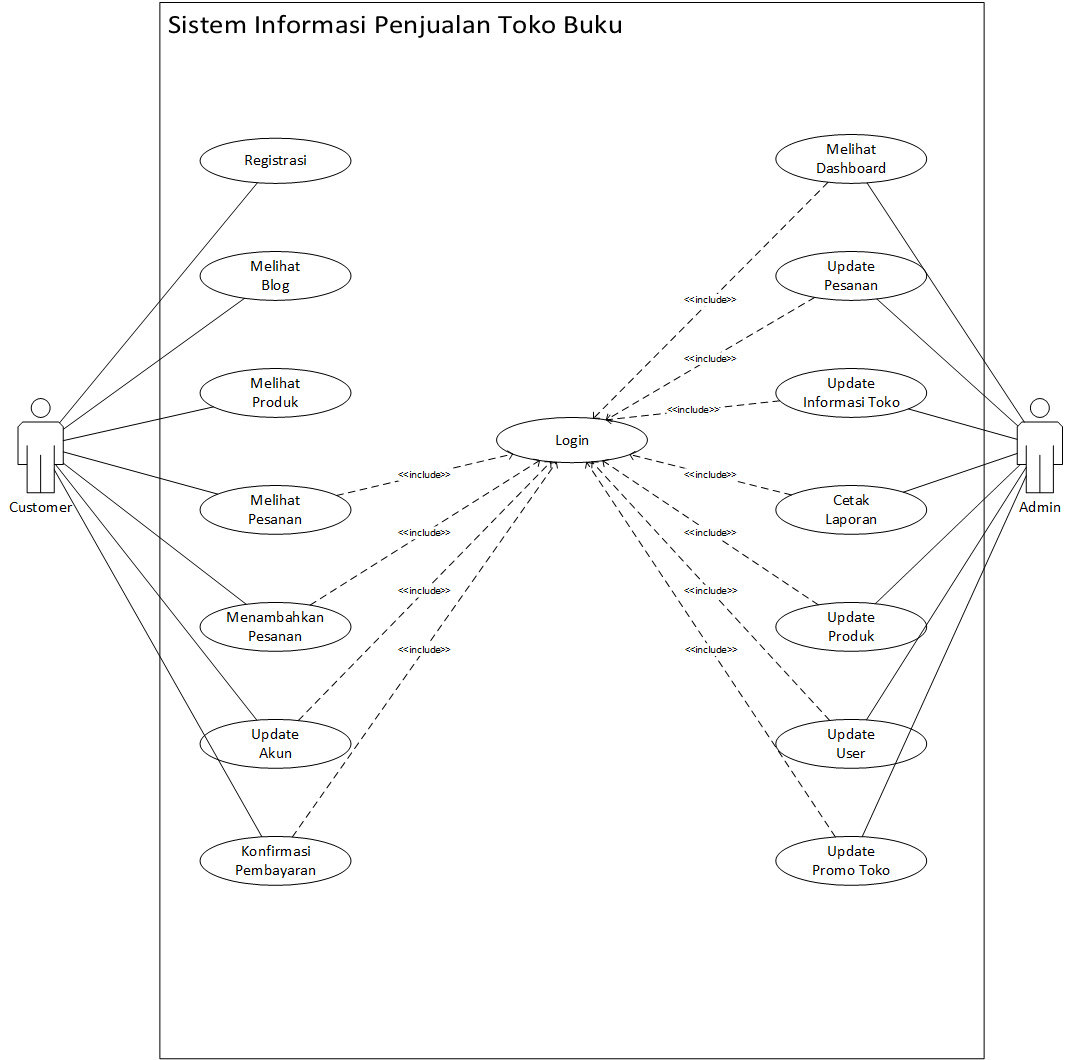 Sistem Informasi Penjualan Toko Buku
Registrasi
Melihat
Blog
Melihat
Produk
Melihat
Pesanan
Menambahkan
Pesanan
Update
Akun
Konfirmasi
Pembayaran
Customer
<<include>>
<<include>>
<<include>>
<<include>>
Login
<<include>>
<<include>>
<<include>>
<<include>>
<<include>>
<<include>>
<<include>>
Melihat
Dashboard
Update
Pesanan
Update
Informasi Toko
Cetak
Laporan
Update
Produk
Update
User
Update
Promo Toko
Admin